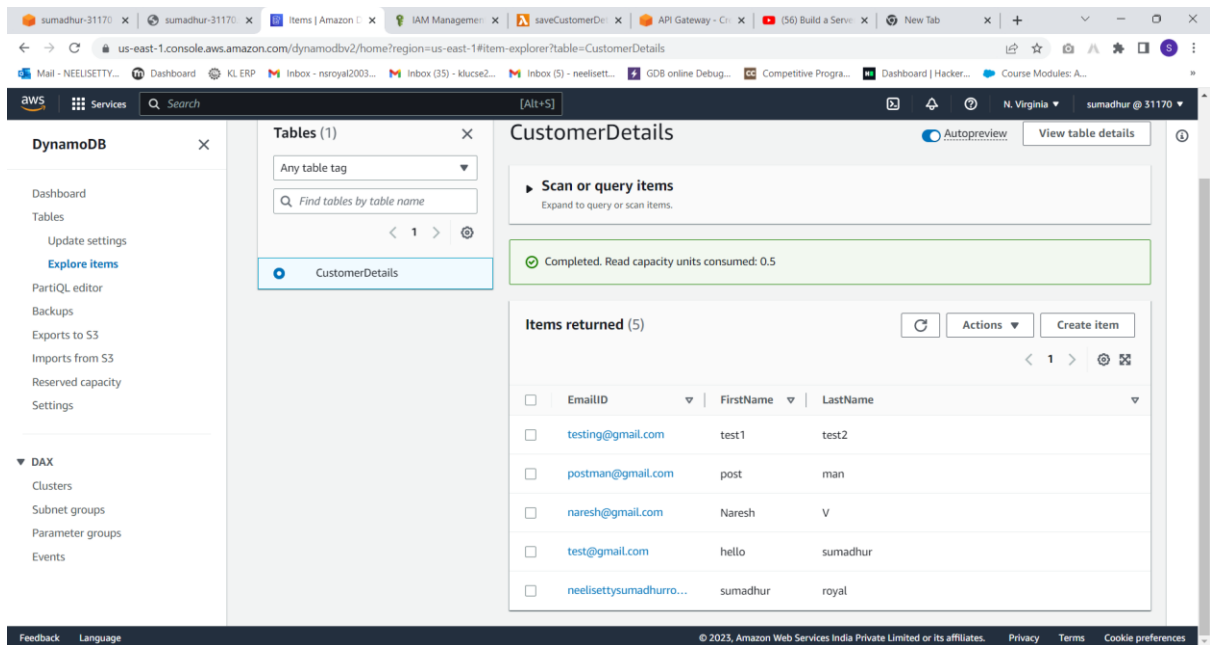 sumadhur-31170
sumadhur-31170.
Items | Amazon D
IAM Managemen
saveCustomerDet
API Gateway - Cre
(56) Build a Serve
New Tab
us-east-1.console.aws.amazon.com/dynamodbv2/home?region=us-east-1#item-explorer?table=CustomerDetails
Mail - NEELISETTY...
Dashboard
KL ERP
Inbox - nsroyal2003...
Inbox (35) - klucse2...
Inbox (5) - neelisett...
GDB online Debug...
Competitive Progra...
Dashboard | Hacker...
Course Modules: A...
»
aws
Services
Search
[Alt+S]
N. Virginia
sumadhur @ 31170
DynamoDB
Dashboard
Tables
Update settings
Explore items
PartiQL editor
Backups
Exports to S3
Imports from S3
Reserved capacity
Settings
DAX
Clusters
Subnet groups
Parameter groups
Events
Tables (1)
Any table tag
Find tables by table name
1
CustomerDetails
CustomerDetails
Autopreview
View table details
Scan or query items
Expand to query or scan items.
Completed. Read capacity units consumed: 0.5
Items returned (5)
Actions
Create item
1
EmailID FirstName LastName
testing@gmail.com test1 test2
postman@gmail.com post man
naresh@gmail.com Naresh V
test@gmail.com hello sumadhur
neelisettysumadhurro... sumadhur royal
Feedback Language
© 2023, Amazon Web Services India Private Limited or its affiliates. Privacy Terms Cookie preferences